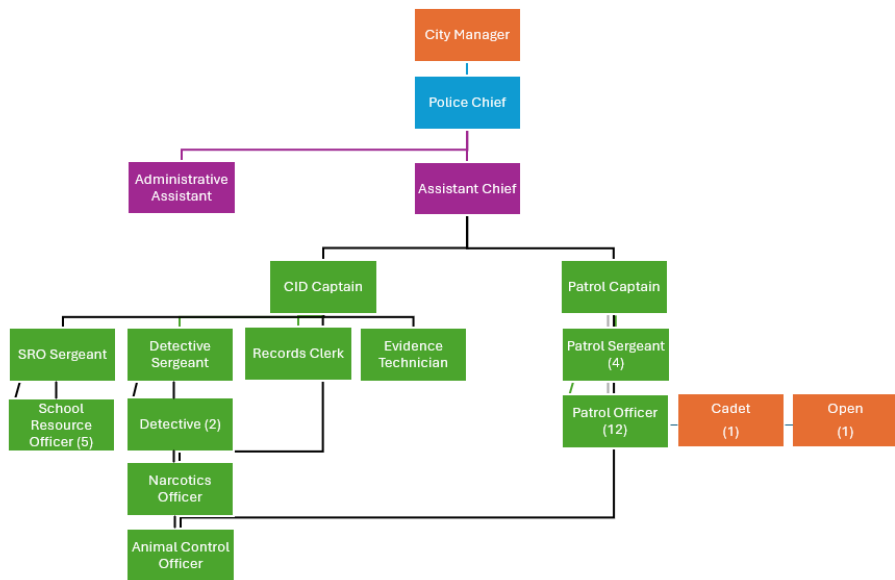 City Manager
Police Chief
Administrative
Assistant
Assistant Chief
CID Captain
Patrol Captain
SRO Sergeant
Detective
Sergeant
Records Clerk
Evidence
Technician
Patrol Sergeant
(4)
School
Resource
Officer (5)
Detective (2)
Patrol Officer
(12)
Cadet
(1)
Open
(1)
Narcotics
Officer
Animal Control
Officer